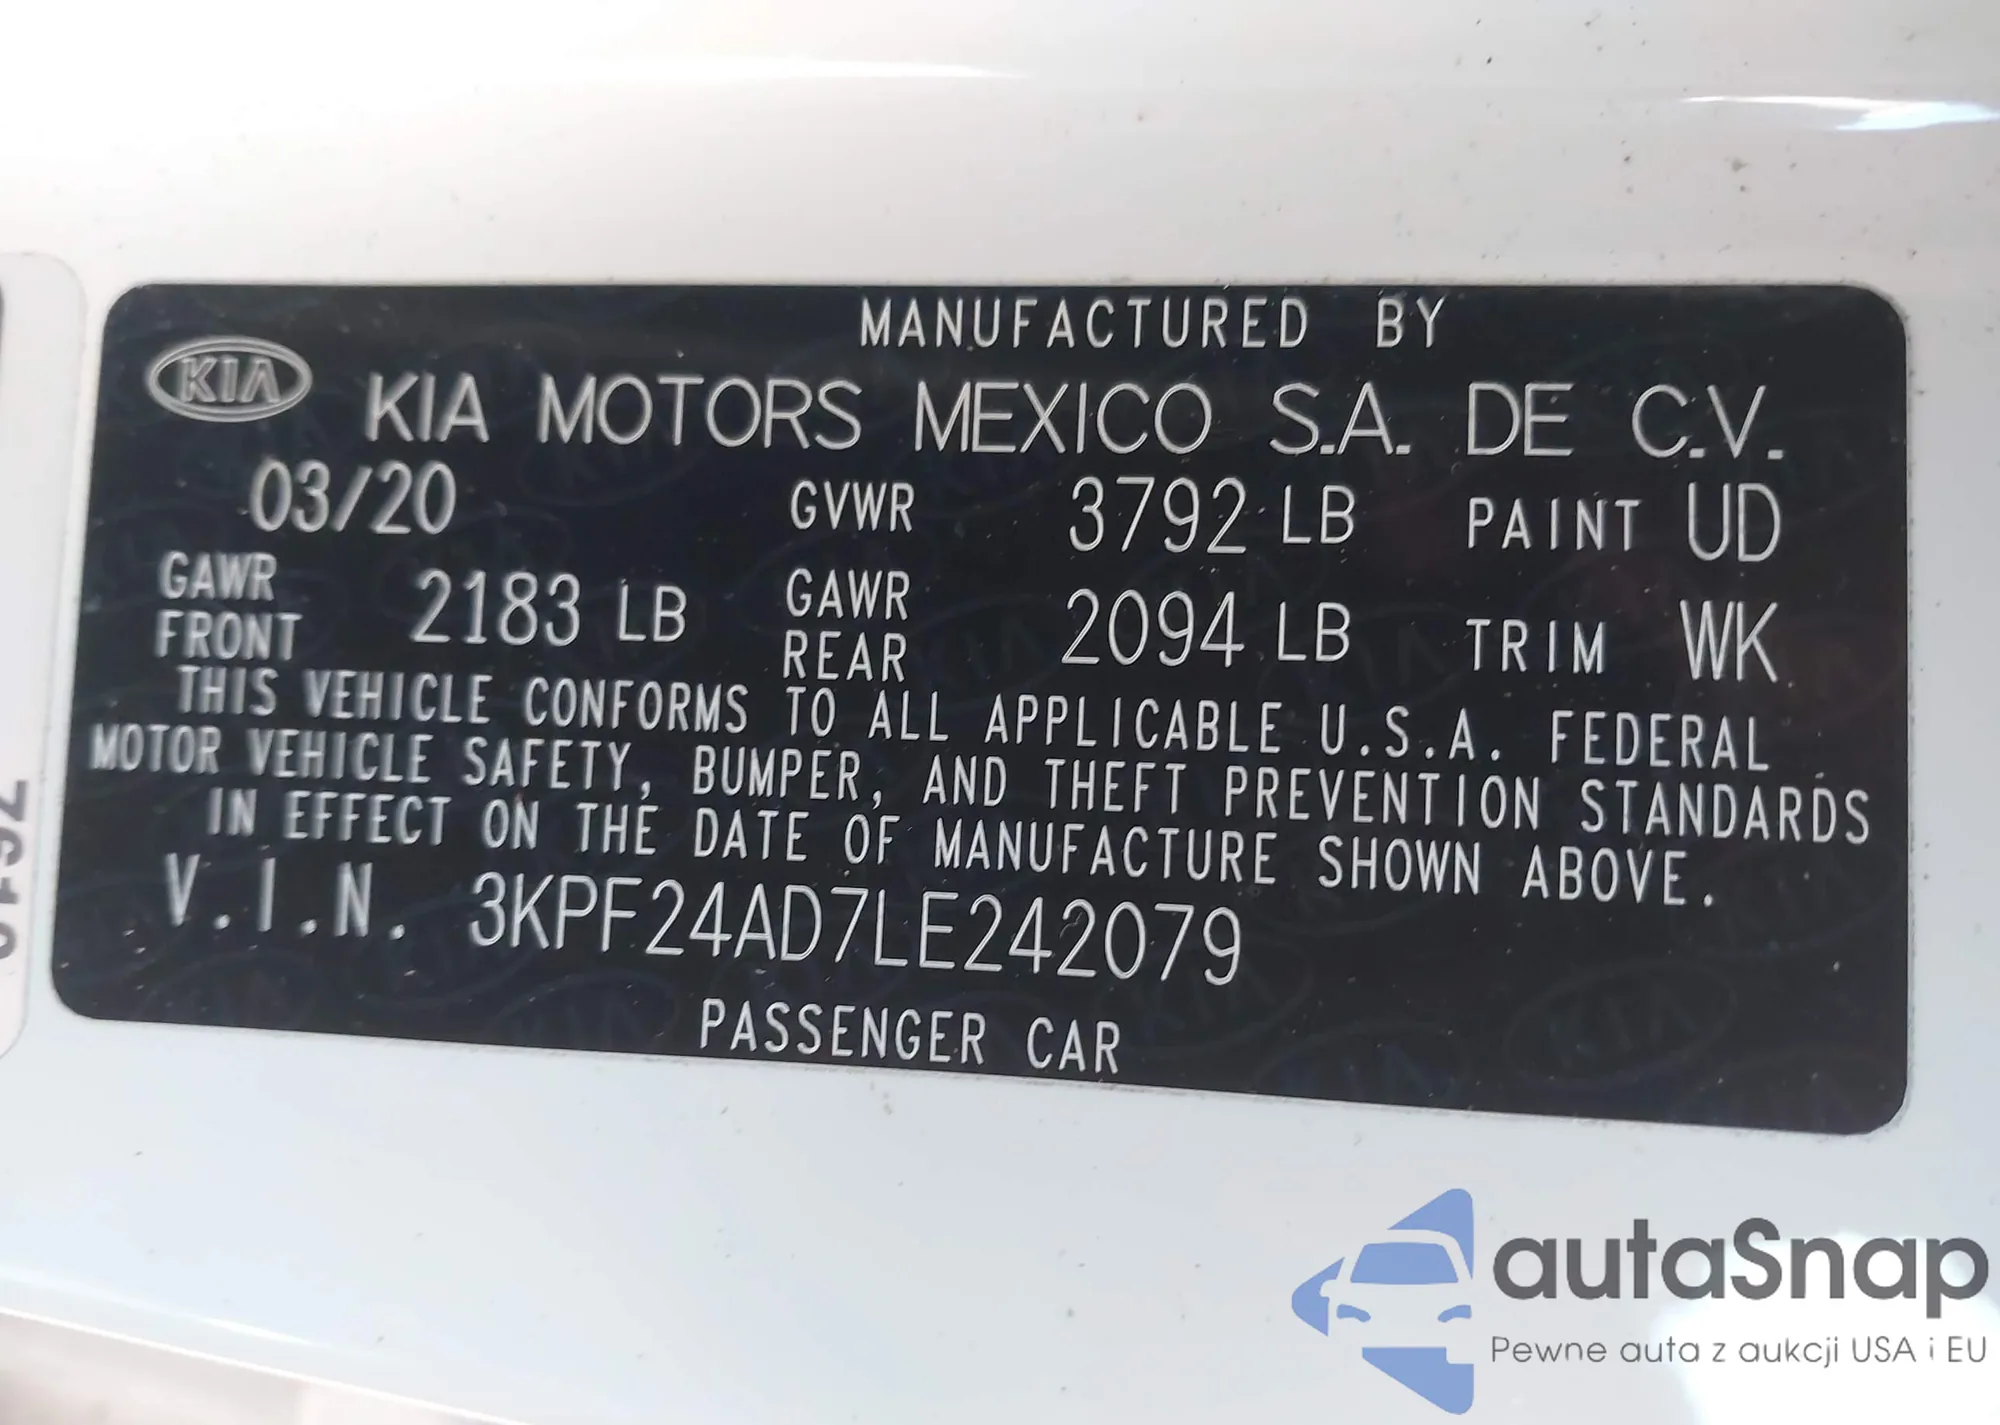 MANUFACTURED BY
KIA KIA MOTORS MEXICO S.A. DE C.V.
03/20 GVWR 3792 LB PAINT UD
GAWR FRONT 2183 LB GAWR REAR 2094 LB TRIM WK
THIS VEHICLE CONFORMS TO ALL APPLICABLE U.S.A. FEDERAL
MOTOR VEHICLE SAFETY, BUMPER, AND THEFT PREVENTION STANDARDS
IN EFFECT ON THE DATE OF MANUFACTURE SHOWN ABOVE.
V.I.N. 3KPF24AD7LE242079
PASSENGER CAR
autaSnap
Pewne auta z aukcji USA i EU